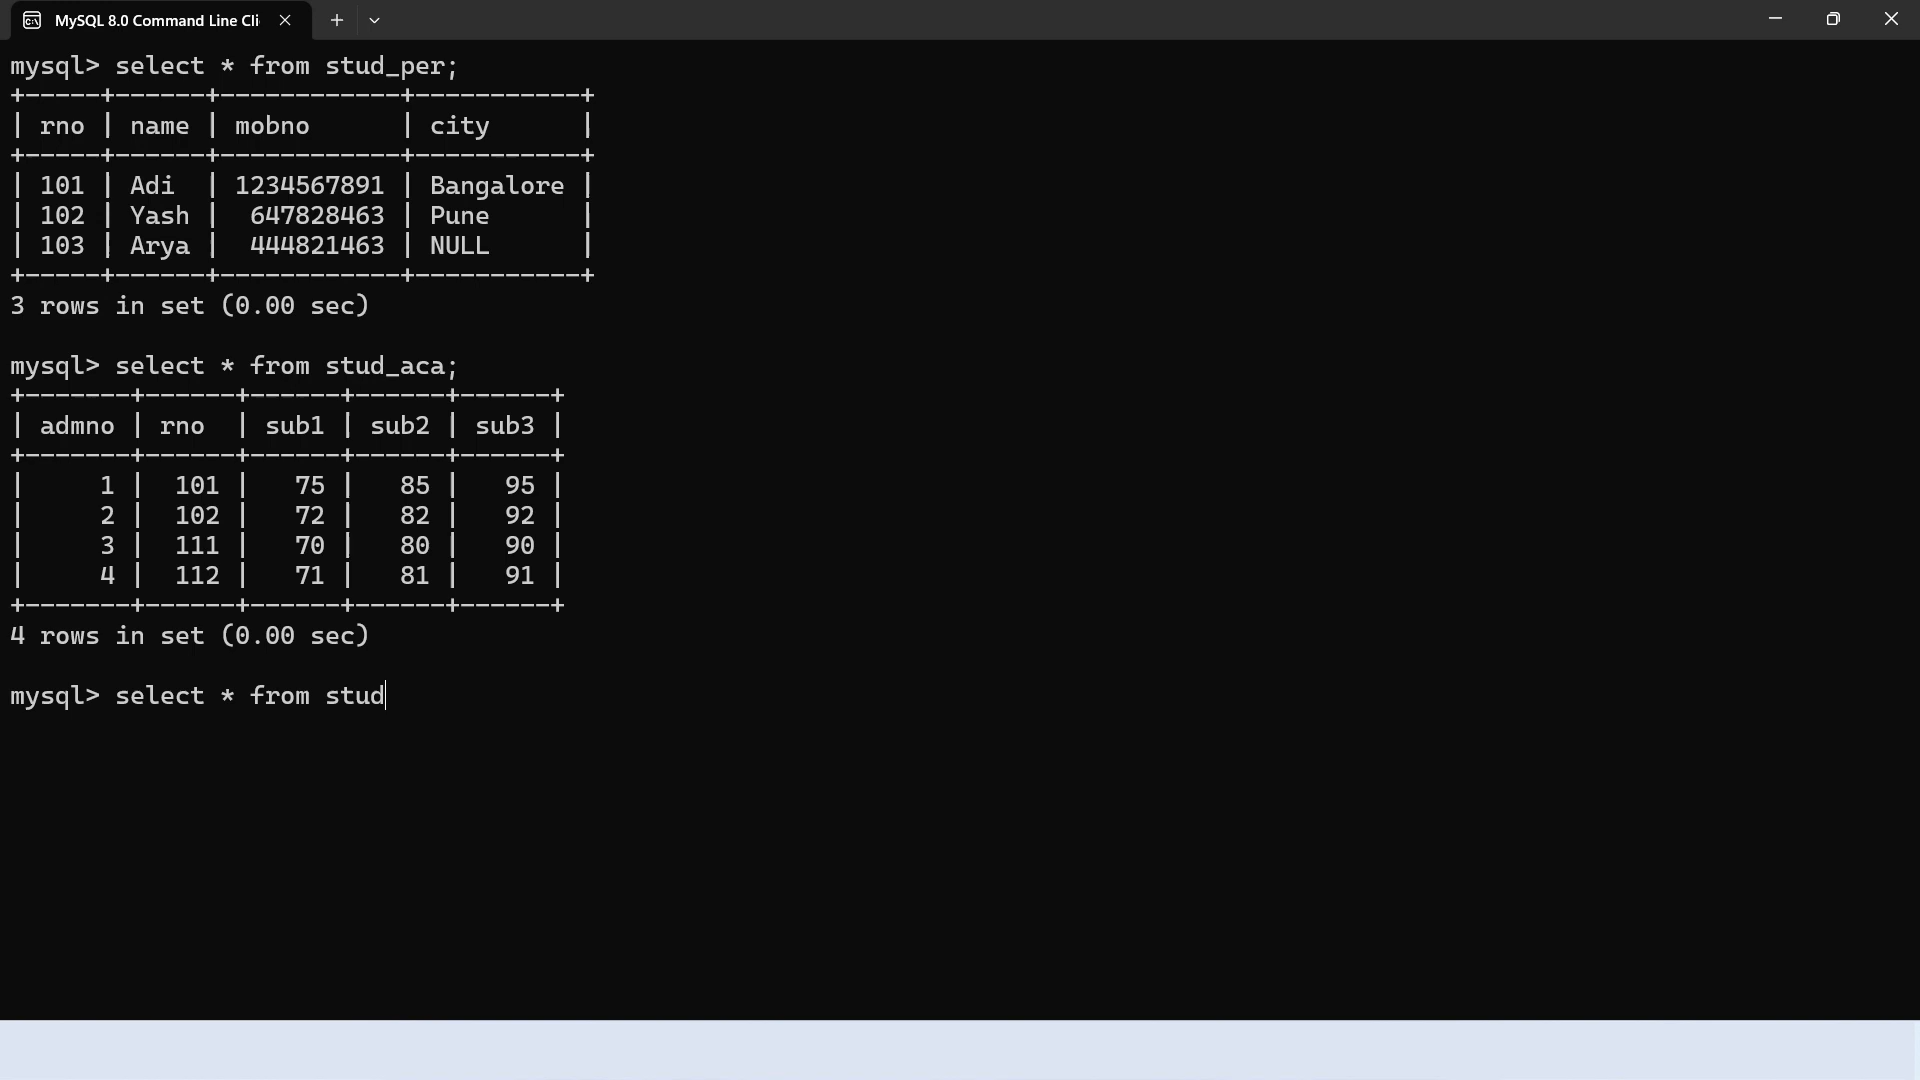 MySQL 8.0 Command Line Cli
mysql> select * from stud_per;
+-----+------+------------+-----------+
| rno | name | mobno      | city      |
+-----+------+------------+-----------+
| 101 | Adi  | 1234567891 | Bangalore |
| 102 | Yash |  647828463 | Pune      |
| 103 | Arya |  444821463 | NULL      |
+-----+------+------------+-----------+
3 rows in set (0.00 sec)
mysql> select * from stud_aca;
+-------+------+------+------+------+
| admno | rno  | sub1 | sub2 | sub3 |
+-------+------+------+------+------+
|     1 |  101 |   75 |   85 |   95 |
|     2 |  102 |   72 |   82 |   92 |
|     3 |  111 |   70 |   80 |   90 |
|     4 |  112 |   71 |   81 |   91 |
+-------+------+------+------+------+
4 rows in set (0.00 sec)
mysql> select * from stud